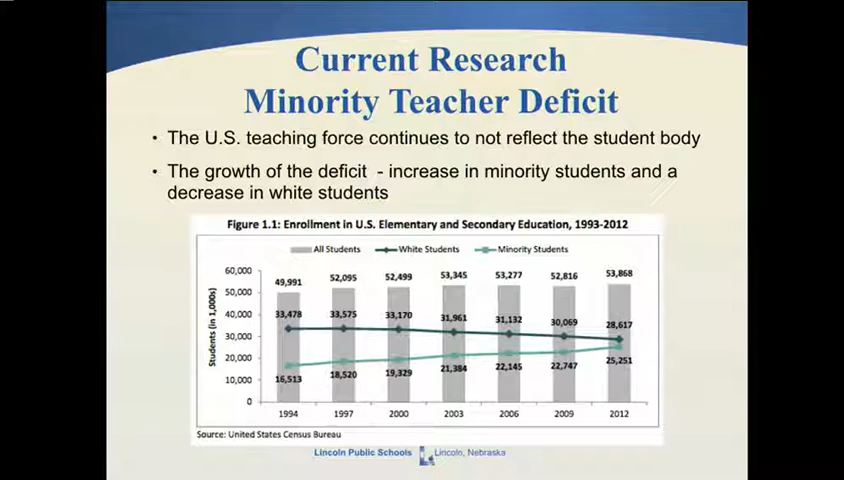 Current Research
Minority Teacher Deficit
• The U.S. teaching force continues to not reflect the student body
• The growth of the deficit - increase in minority students and a
decrease in white students
Figure 1.1: Enrollment in U.S. Elementary and Secondary Education, 1993-2012
All Students White Students Minority Students
Students (in 1,000s)
60,000
50,000
40,000
30,000
20,000
10,000
0
49,991 52,095 52,499 53,345 53,277 52,816 53,868
33,478 33,575 33,170 31,961 31,132 30,069 28,617
16,513 18,520 19,329 21,384 22,145 22,747 25,251
1994 1997 2000 2003 2006 2009 2012
Source: United States Census Bureau
Lincoln Public Schools Lincoln, Nebraska